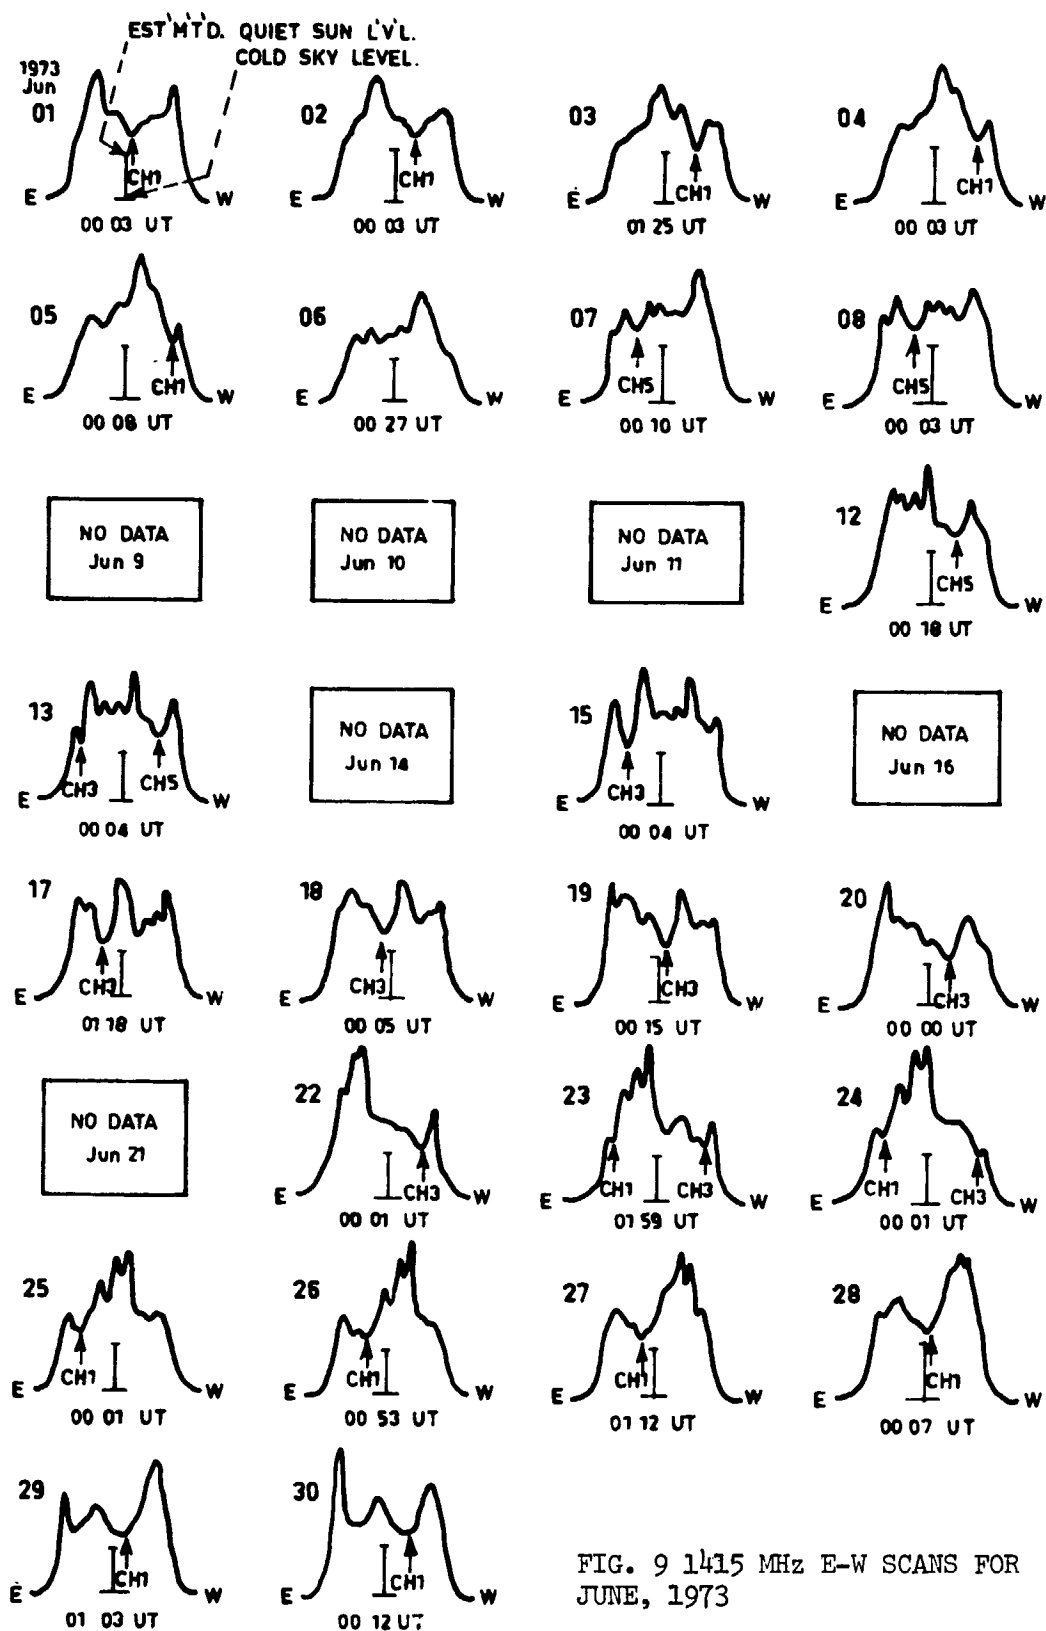 EST'M'T'D. QUIET SUN L'V'L.
COLD SKY LEVEL.
1973
Jun
01
CH1
E W
00 03 UT
02
CH1
E W
00 03 UT
03
CH1
E W
01 25 UT
04
CH1
E W
00 03 UT
05
CH1
E W
00 08 UT
06
E W
00 27 UT
07
CH5
E W
00 10 UT
08
CH5
E W
00 03 UT
NO DATA
Jun 9
NO DATA
Jun 10
NO DATA
Jun 11
12
CH5
E W
00 18 UT
13
CH3 CH5
E W
00 04 UT
NO DATA
Jun 14
15
CH3
E W
00 04 UT
NO DATA
Jun 16
17
CH3
E W
01 18 UT
18
CH3
E W
00 05 UT
19
CH3
E W
00 15 UT
20
CH3
E W
00 00 UT
NO DATA
Jun 21
22
CH3
E W
00 01 UT
23
CH1 CH3
E W
01 59 UT
24
CH1 CH3
E W
00 01 UT
25
CH1
E W
00 01 UT
26
CH1
E W
00 53 UT
27
CH1
E W
01 12 UT
28
CH1
E W
00 07 UT
29
CH1
E W
01 03 UT
30
CH1
E W
00 12 UT
FIG. 9 1415 MHz E-W SCANS FOR
JUNE, 1973